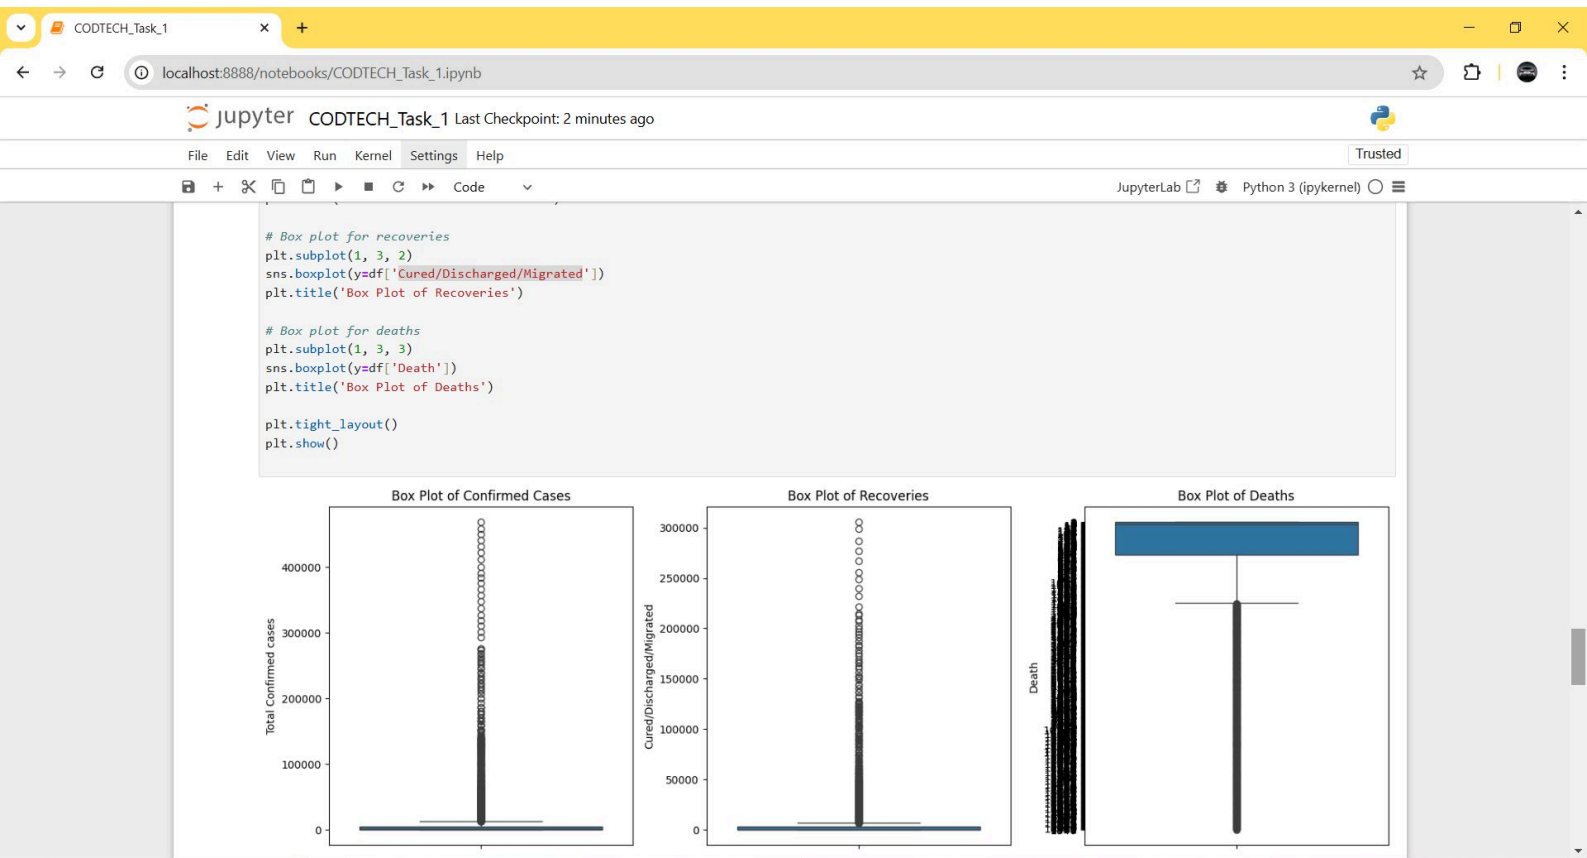 CODTECH_Task_1
localhost:8888/notebooks/CODTECH_Task_1.ipynb
jupyter CODTECH_Task_1 Last Checkpoint: 2 minutes ago
File Edit View Run Kernel Settings Help
Trusted
Code
JupyterLab Python 3 (ipykernel)
# Box plot for recoveries
plt.subplot(1, 3, 2)
sns.boxplot(y=df['Cured/Discharged/Migrated'])
plt.title('Box Plot of Recoveries')
# Box plot for deaths
plt.subplot(1, 3, 3)
sns.boxplot(y=df['Death'])
plt.title('Box Plot of Deaths')
plt.tight_layout()
plt.show()
Box Plot of Confirmed Cases
Total Confirmed cases
400000
300000
200000
100000
0
Box Plot of Recoveries
Cured/Discharged/Migrated
300000
250000
200000
150000
100000
50000
0
Box Plot of Deaths
Death